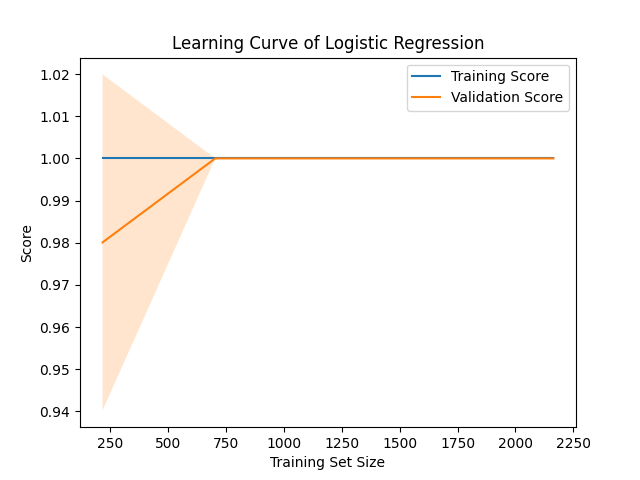 Learning Curve of Logistic Regression
Training Score
Validation Score
Score
1.02
1.01
1.00
0.99
0.98
0.97
0.96
0.95
0.94
250 500 750 1000 1250 1500 1750 2000 2250
Training Set Size